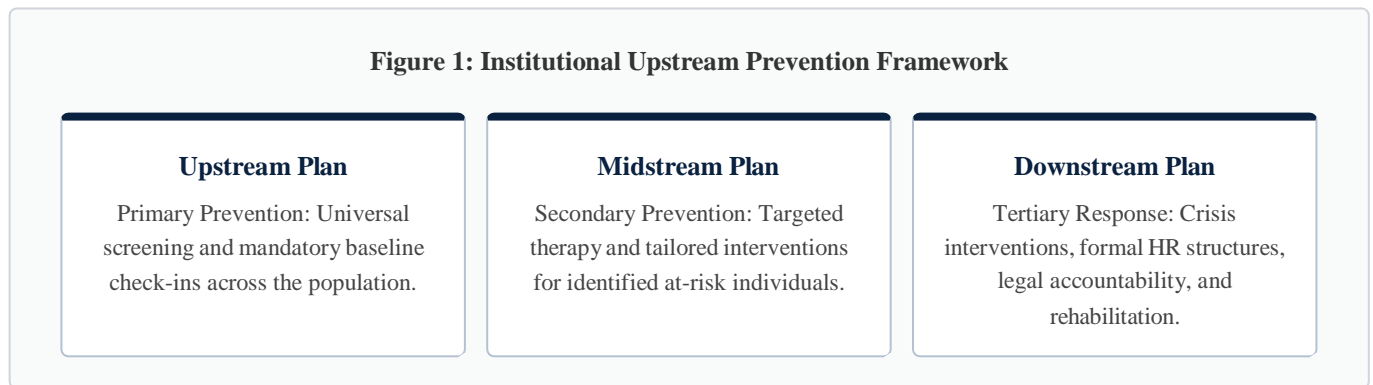 Figure 1: Institutional Upstream Prevention Framework
Upstream Plan
Primary Prevention: Universal
screening and mandatory baseline
check-ins across the population.
Midstream Plan
Secondary Prevention: Targeted
therapy and tailored interventions
for identified at-risk individuals.
Downstream Plan
Tertiary Response: Crisis
interventions, formal HR structures,
legal accountability, and
rehabilitation.